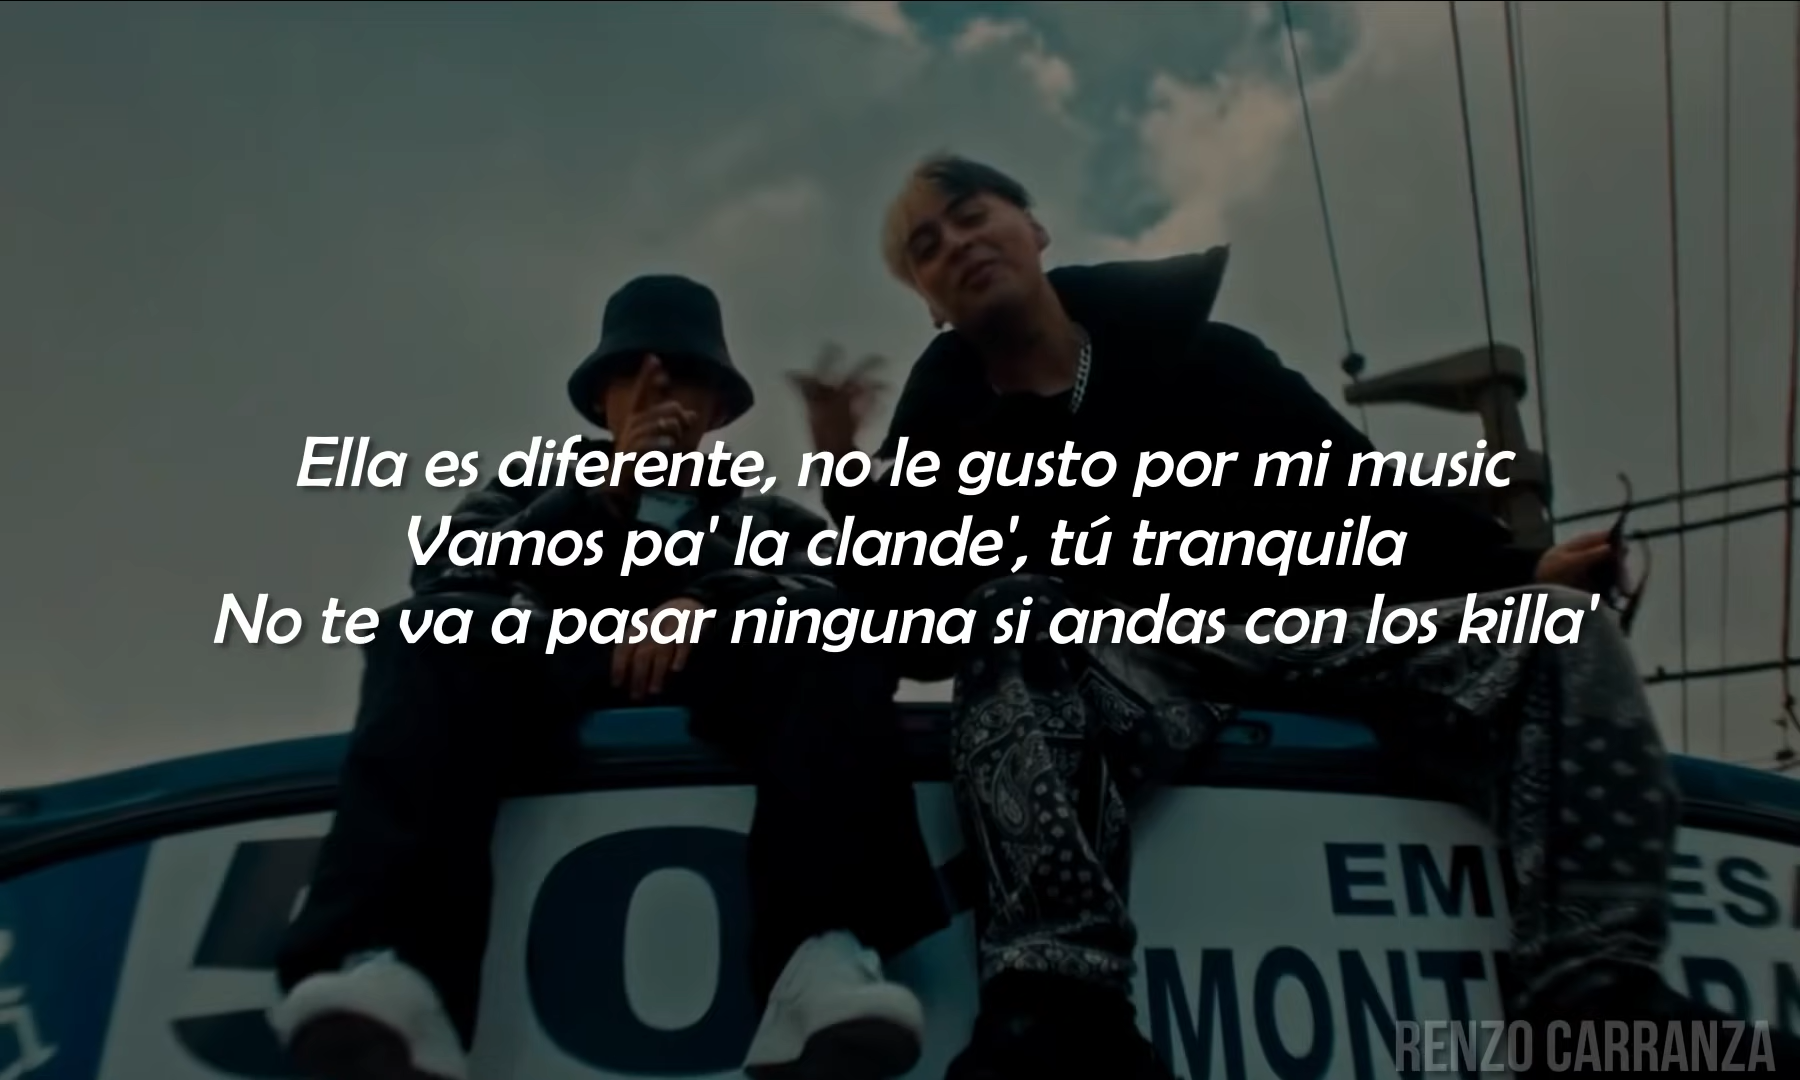 Ella es diferente, no le gusto por mi music
Vamos pa' la clande', tú tranquila
No te va a pasar ninguna si andas con los killa'
RENZO CARRANZA